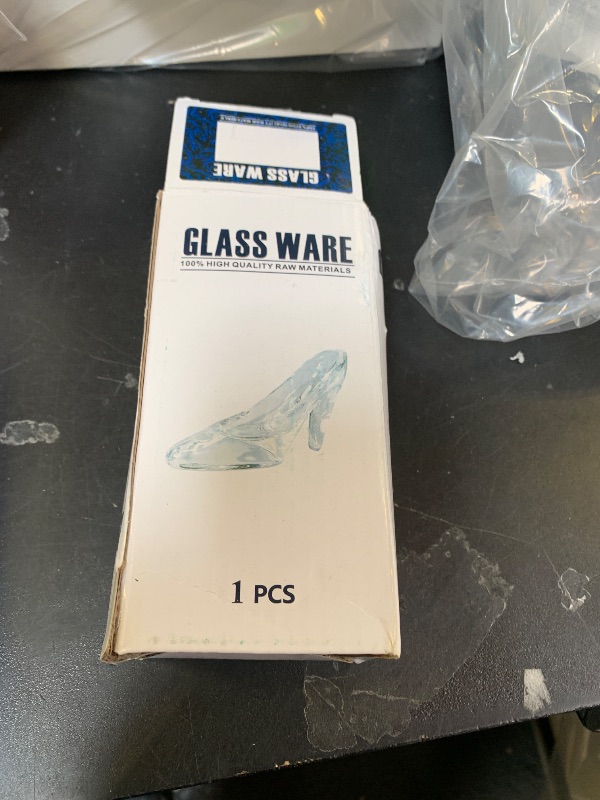 GLASS WARE
GLASS WARE
100% HIGH QUALITY RAW MATERIALS
1 PCS